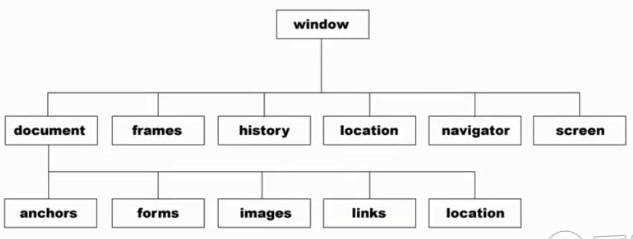 window
document frames history location navigator screen
anchors forms images links location